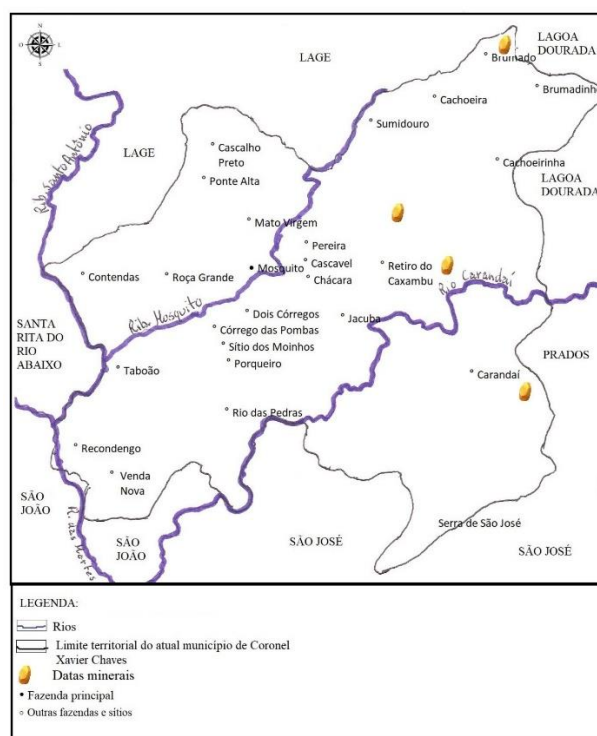 N
O
L
S
LAGE
LAGOA
DOURADA
Brumado
Brumadinho
Cachoeira
Sumidouro
Rib. Santo Antônio
LAGE
Cascalho
Preto
Ponte Alta
Cachoeirinha
LAGOA
DOURADA
Mato Virgem
Pereira
Cascavel
Mosquito
Chácara
Retiro do
Caxambu
Contendas
Roça Grande
Rio Carandaí
Rib. Mosquito
Dois Córregos
Córrego das Pombas
Jacuba
SANTA
RITA DO
RIO
ABAIXO
Sítio dos Moinhos
Porqueiro
PRADOS
Taboão
Carandaí
Rio das Pedras
Recondengo
Venda
Nova
SÃO
JOÃO
R. das Mortes
SÃO
JOÃO
SÃO JOSÉ
Serra de São José
SÃO JOSÉ
LEGENDA:
Rios
Limite territorial do atual município de Coronel
Xavier Chaves
Datas minerais
Fazenda principal
Outras fazendas e sítios